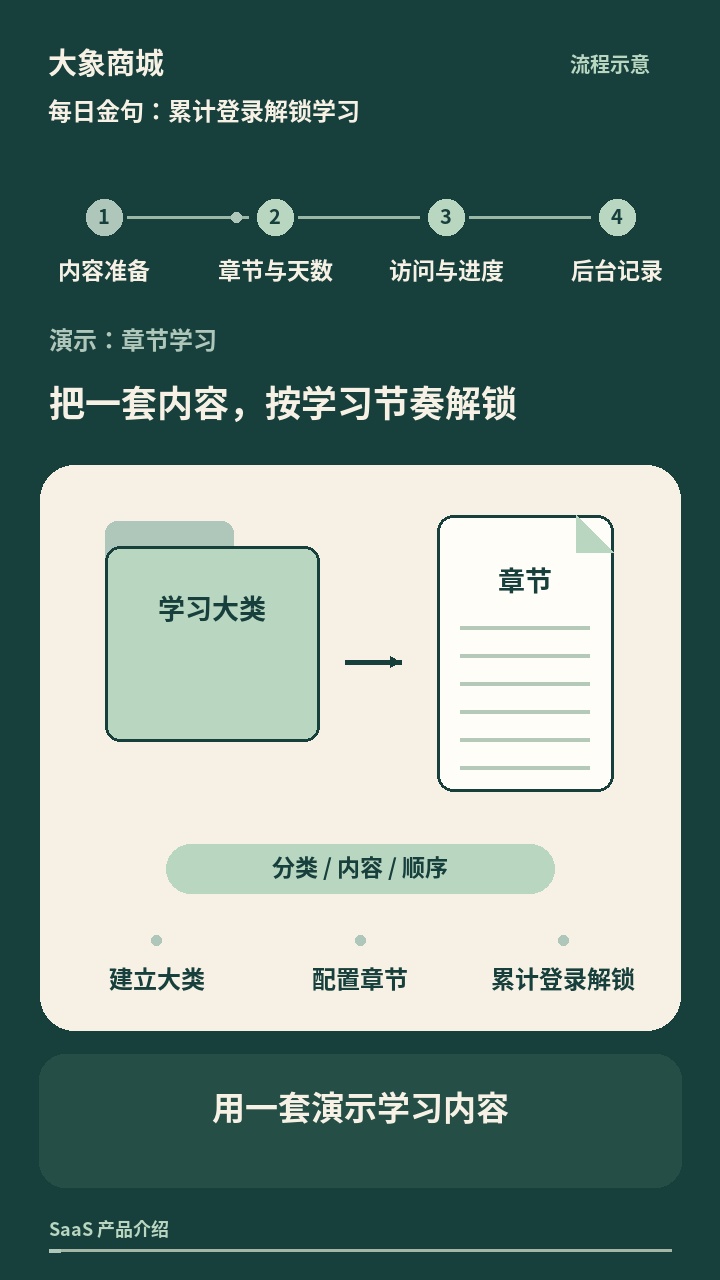 大象商城
流程示意
每日金句：累计登录解锁学习
1
2
3
4
内容准备
章节与天数
访问与进度
后台记录
演示：章节学习
把一套内容，按学习节奏解锁
学习大类
章节
分类 / 内容 / 顺序
建立大类
配置章节
累计登录解锁
用一套演示学习内容
SaaS 产品介绍